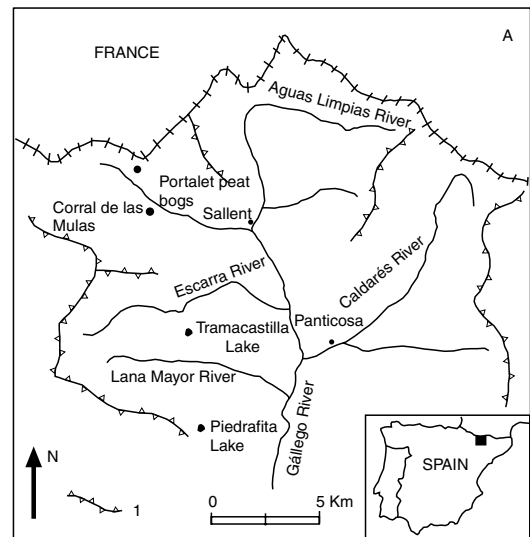 A
FRANCE
Aguas Limpias River
Portalet peat
bogs
Corral de las
Mulas
Sallent
Escarra River
Caldarés River
Panticosa
Tramacastilla
Lake
Lana Mayor River
Gállego River
Piedrafita
Lake
SPAIN
N
1
0 5 Km